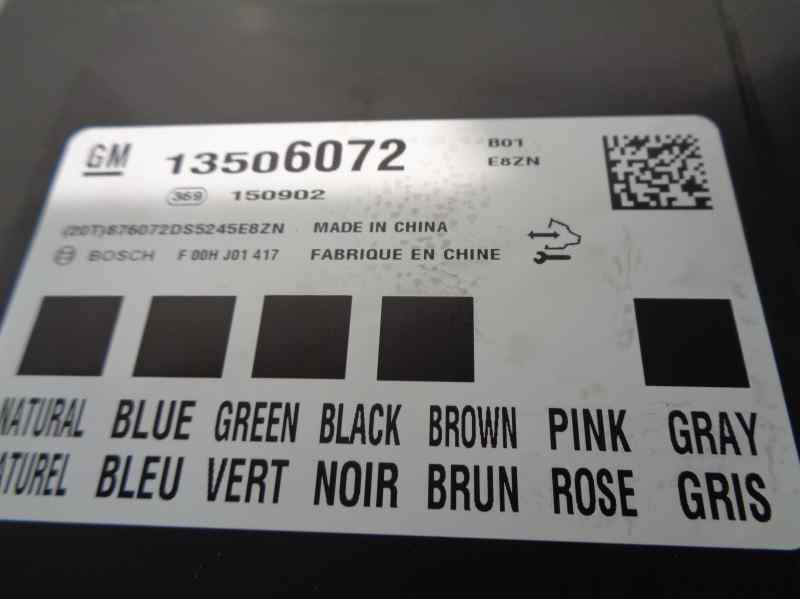 GM 13506072 B01
E8ZN
369 150902
(20T)876072DS5245E8ZN MADE IN CHINA
BOSCH F 00H J01 417 FABRIQUE EN CHINE
NATURAL BLUE GREEN BLACK BROWN PINK GRAY
NATUREL BLEU VERT NOIR BRUN ROSE GRIS